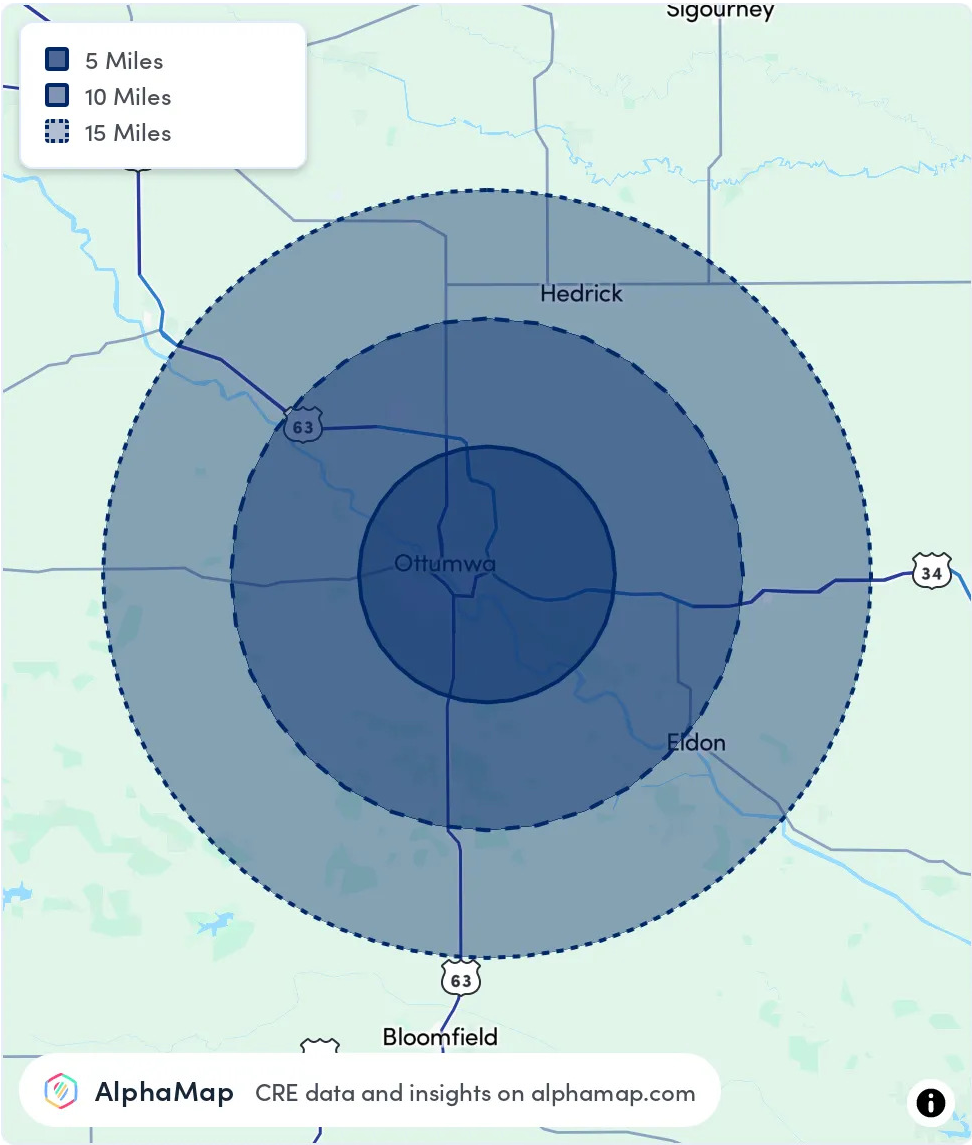 Sigourney
5 Miles
10 Miles
15 Miles
Hedrick
63
Ottumwa
34
Eldon
63
Bloomfield
AlphaMap CRE data and insights on alphamap.com